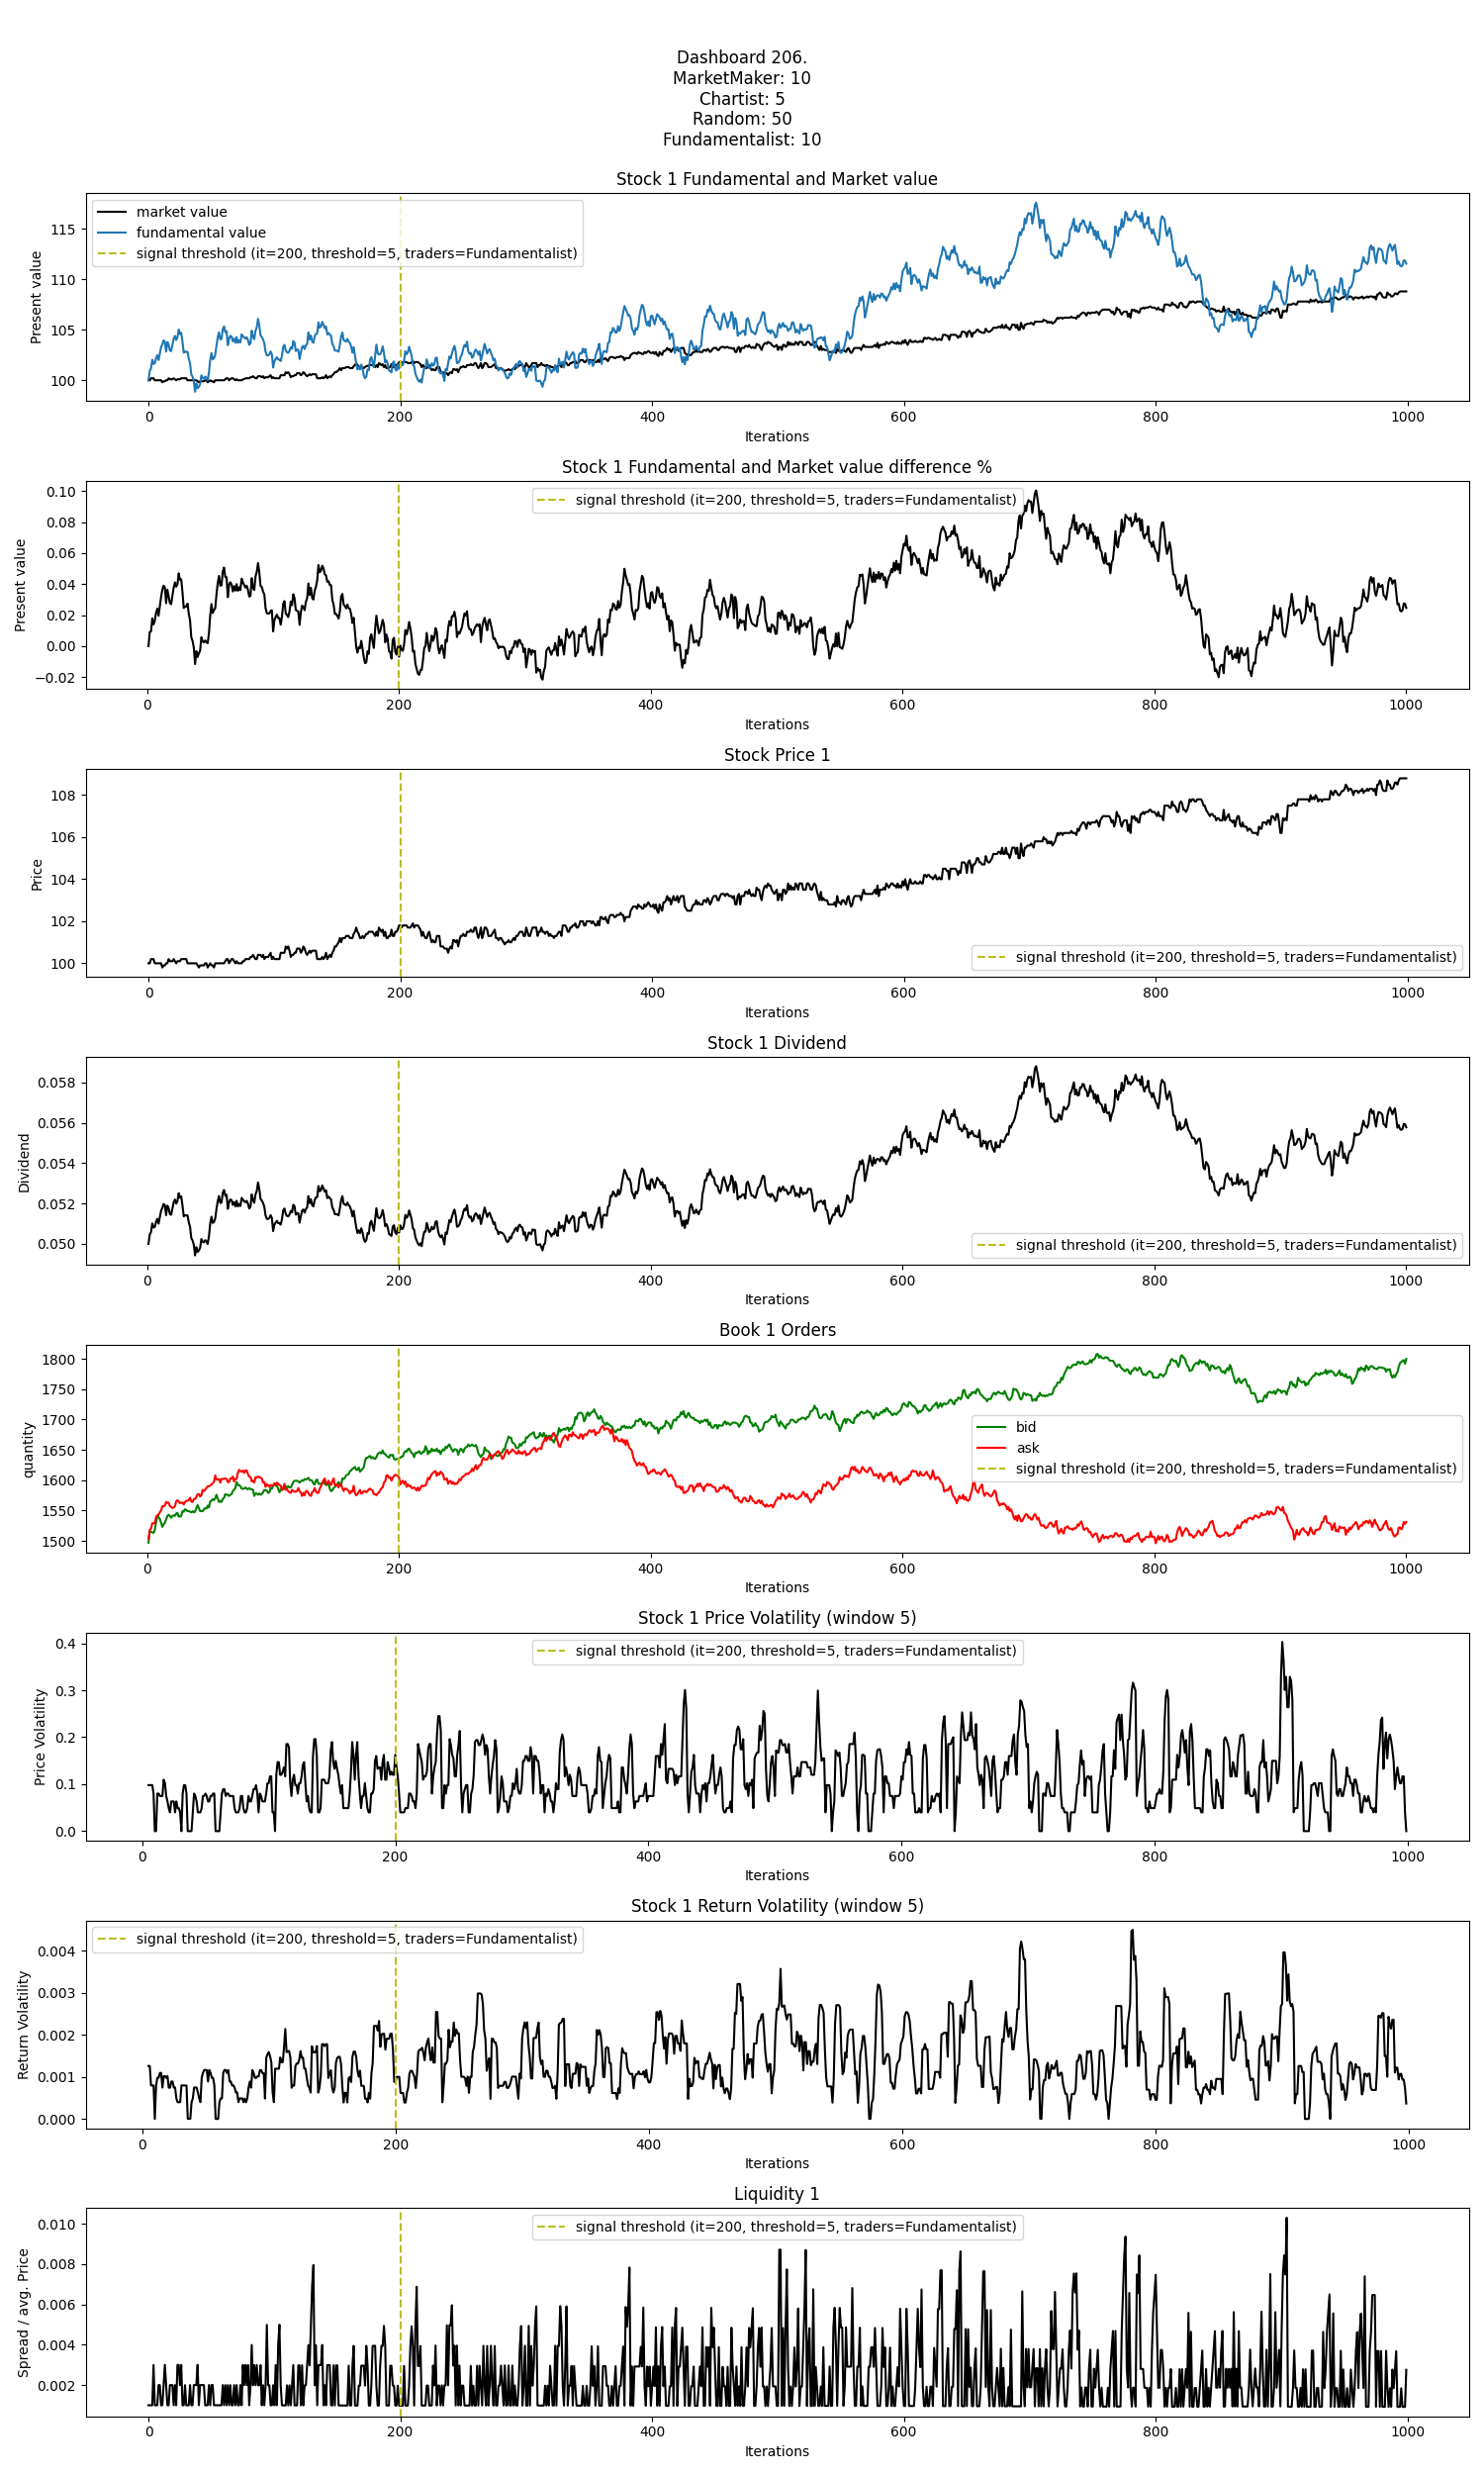 Dashboard 206.
MarketMaker: 10
Chartist: 5
Random: 50
Fundamentalist: 10
Stock 1 Fundamental and Market value
market value
fundamental value
signal threshold (it=200, threshold=5, traders=Fundamentalist)
Present value
115
110
105
100
0 200 400 600 800 1000
Iterations
Stock 1 Fundamental and Market value difference %
signal threshold (it=200, threshold=5, traders=Fundamentalist)
Present value
0.10
0.08
0.06
0.04
0.02
0.00
−0.02
0 200 400 600 800 1000
Iterations
Stock Price 1
Price
108
106
104
102
100
signal threshold (it=200, threshold=5, traders=Fundamentalist)
0 200 400 600 800 1000
Iterations
Stock 1 Dividend
Dividend
0.058
0.056
0.054
0.052
0.050
signal threshold (it=200, threshold=5, traders=Fundamentalist)
0 200 400 600 800 1000
Iterations
Book 1 Orders
quantity
1800
1750
1700
1650
1600
1550
1500
bid
ask
signal threshold (it=200, threshold=5, traders=Fundamentalist)
0 200 400 600 800 1000
Iterations
Stock 1 Price Volatility (window 5)
signal threshold (it=200, threshold=5, traders=Fundamentalist)
Price Volatility
0.4
0.3
0.2
0.1
0.0
0 200 400 600 800 1000
Iterations
Stock 1 Return Volatility (window 5)
signal threshold (it=200, threshold=5, traders=Fundamentalist)
Return Volatility
0.004
0.003
0.002
0.001
0.000
0 200 400 600 800 1000
Iterations
Liquidity 1
signal threshold (it=200, threshold=5, traders=Fundamentalist)
Spread / avg. Price
0.010
0.008
0.006
0.004
0.002
0 200 400 600 800 1000
Iterations